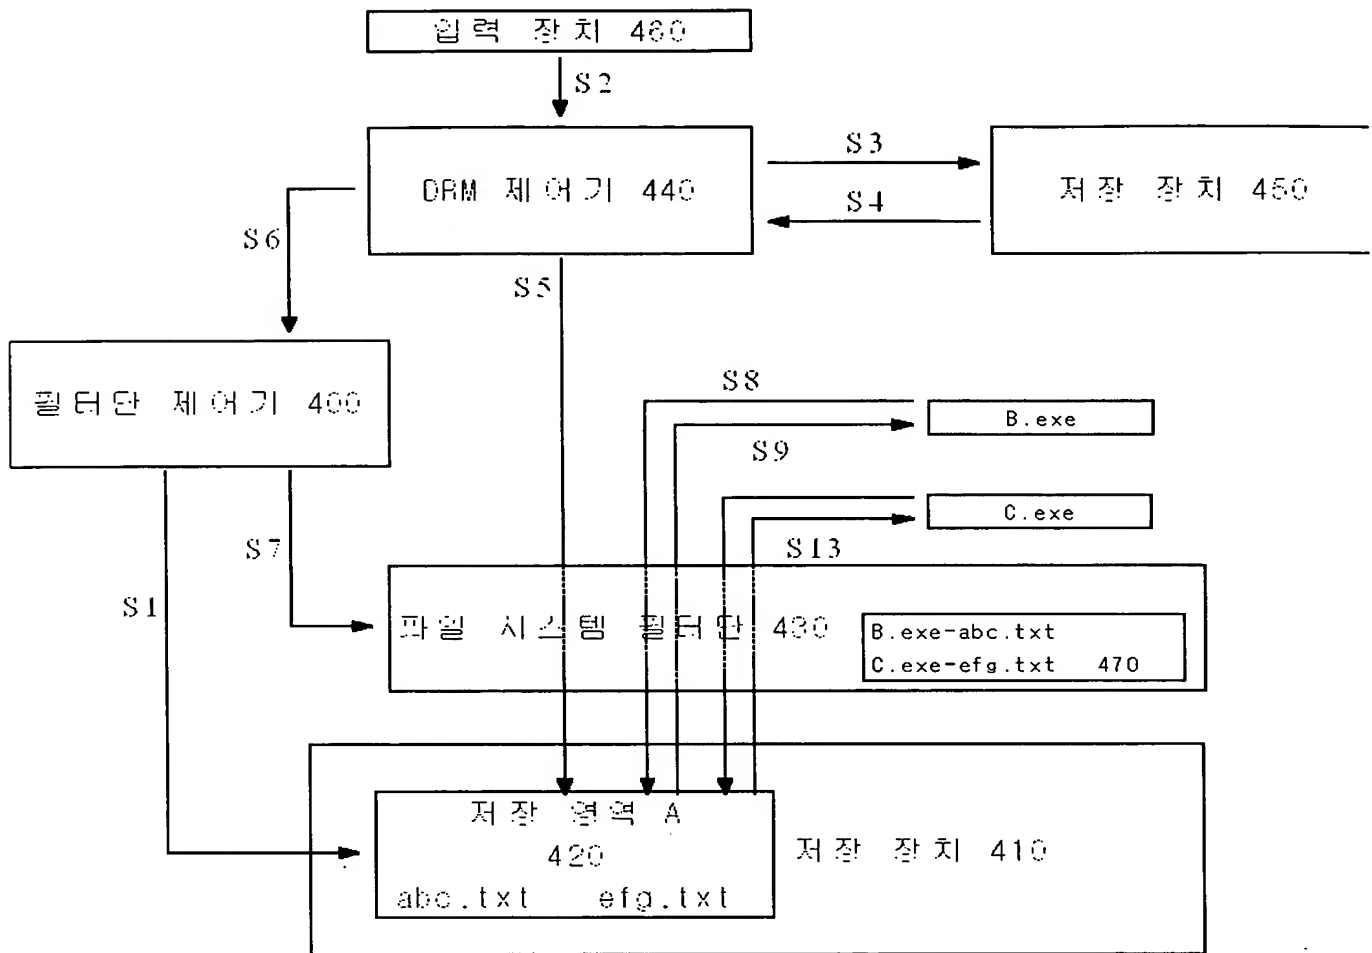 입력 장치 460
S2
DRM 제어기 440
S3
S4
저장 장치 450
S6
S5
필터단 제어기 400
S8
B.exe
S9
C.exe
S13
S7
S1
파일 시스템 필터단 430
B.exe-abc.txt
C.exe-efg.txt 470
저장 영역 A
420
abc.txt efg.txt
저장 장치 410